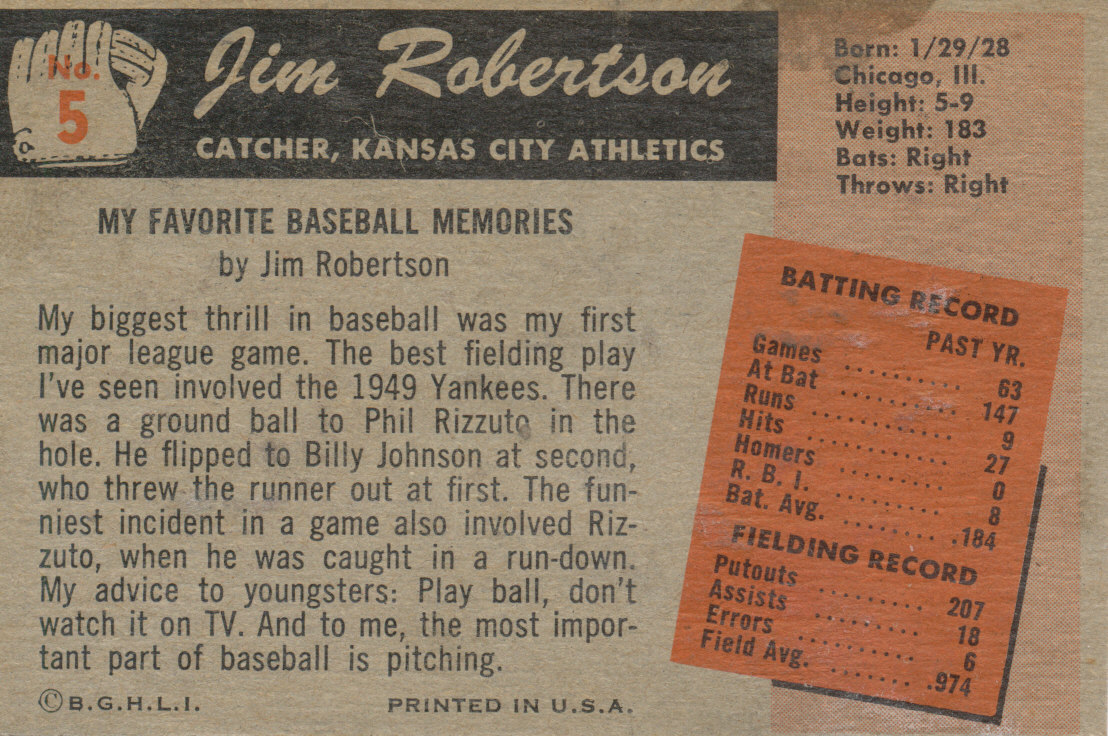 No.
5
Jim Robertson
CATCHER, KANSAS CITY ATHLETICS
Born: 1/29/28
Chicago, Ill.
Height: 5-9
Weight: 183
Bats: Right
Throws: Right
MY FAVORITE BASEBALL MEMORIES
by Jim Robertson
My biggest thrill in baseball was my first
major league game. The best fielding play
I've seen involved the 1949 Yankees. There
was a ground ball to Phil Rizzuto in the
hole. He flipped to Billy Johnson at second,
who threw the runner out at first. The fun-
niest incident in a game also involved Riz-
zuto, when he was caught in a run-down.
My advice to youngsters: Play ball, don't
watch it on TV. And to me, the most impor-
tant part of baseball is pitching.
©B.G.H.L.I. PRINTED IN U.S.A.
BATTING RECORD
PAST YR.
Games .......... 63
At Bat .......... 147
Runs .......... 9
Hits .......... 27
Homers ........ 0
R. B. I. ........ 8
Bat. Avg. ........ .184
FIELDING RECORD
Putouts ......... 207
Assists ......... 18
Errors ......... 6
Field Avg. ........ .974